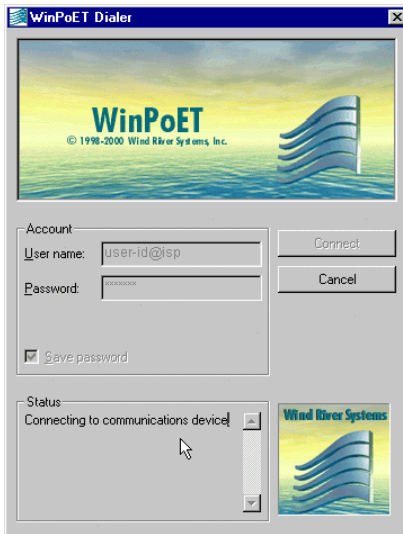 WinPoET Dialer
WinPoET
© 1998-2000 Wind River Systems, Inc.
Account
User name:
user-id@isp
Password:
xxxxxxx
Save password
Connect
Cancel
Status
Connecting to communications device
Wind River Systems